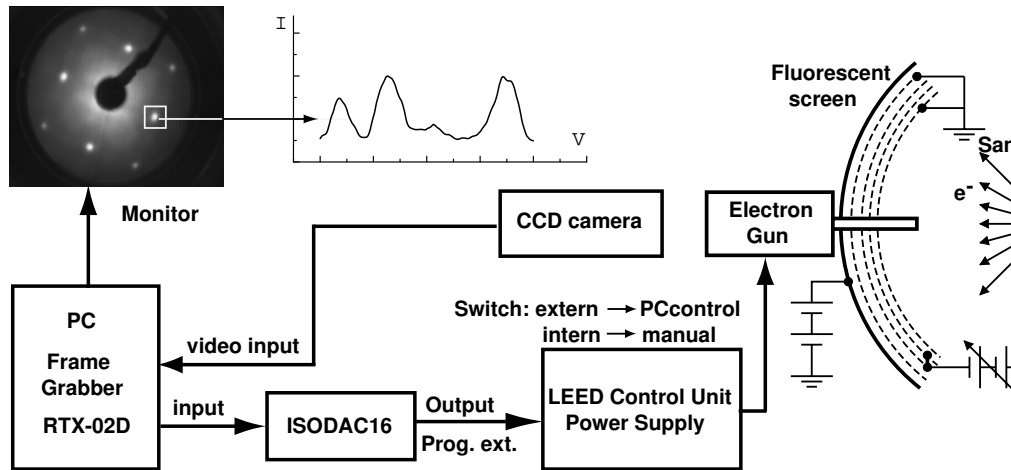 I
V
Fluorescent
screen
Sar
e-
Monitor
CCD camera
Electron
Gun
Switch: extern → PCcontrol
intern → manual
PC
Frame
Grabber
RTX-02D
video input
input
ISODAC16
Output
Prog. ext.
LEED Control Unit
Power Supply